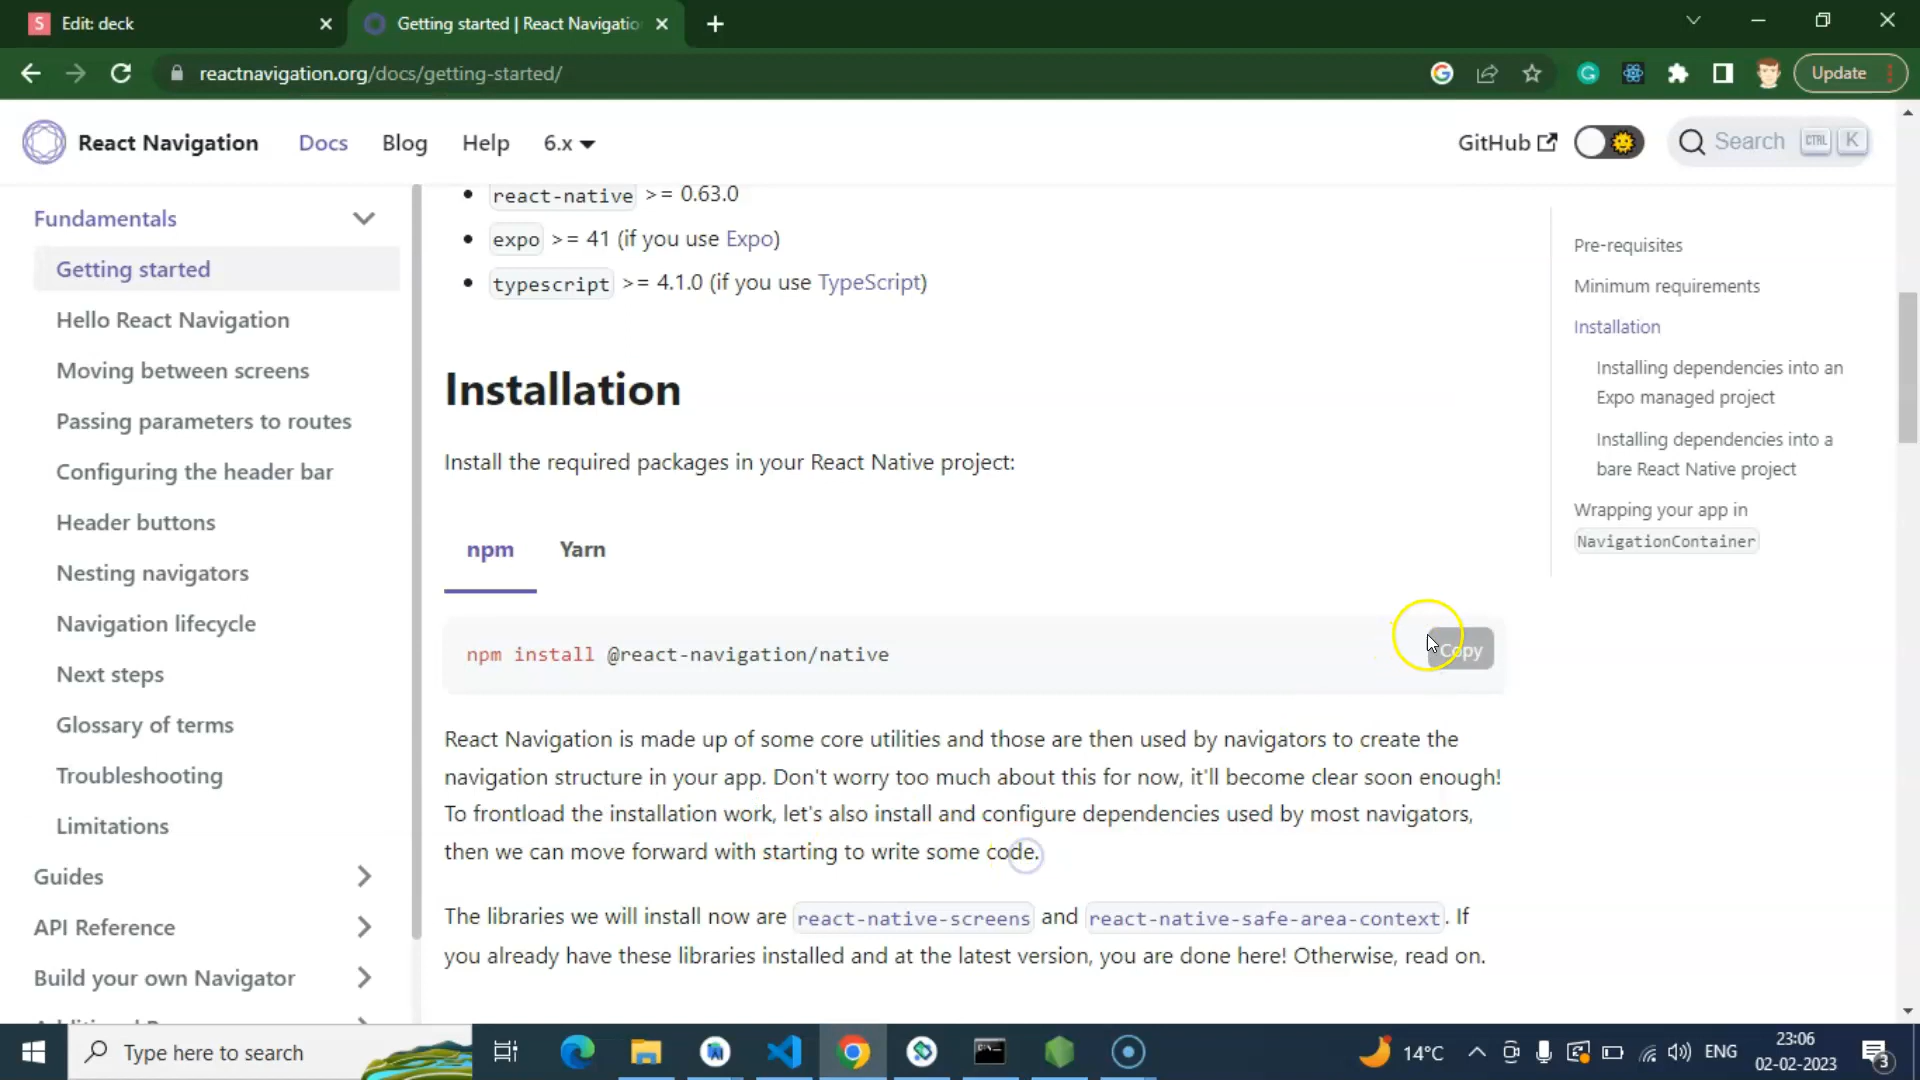 S Edit: deck
Getting started | React Navigatio
reactnavigation.org/docs/getting-started/
Update
React Navigation
Docs
Blog
Help
6.x
GitHub
Search
CTRL
K
Fundamentals
Getting started
Hello React Navigation
Moving between screens
Passing parameters to routes
Configuring the header bar
Header buttons
Nesting navigators
Navigation lifecycle
Next steps
Glossary of terms
Troubleshooting
Limitations
Guides
API Reference
Build your own Navigator
react-native >= 0.63.0
expo >= 41 (if you use Expo)
typescript >= 4.1.0 (if you use TypeScript)
Installation
Install the required packages in your React Native project:
npm
Yarn
npm install @react-navigation/native
Copy
React Navigation is made up of some core utilities and those are then used by navigators to create the
navigation structure in your app. Don't worry too much about this for now, it'll become clear soon enough!
To frontload the installation work, let's also install and configure dependencies used by most navigators,
then we can move forward with starting to write some code.
The libraries we will install now are react-native-screens and react-native-safe-area-context. If
you already have these libraries installed and at the latest version, you are done here! Otherwise, read on.
Pre-requisites
Minimum requirements
Installation
Installing dependencies into an
Expo managed project
Installing dependencies into a
bare React Native project
Wrapping your app in
NavigationContainer
Type here to search
14°C
ENG
23:06
02-02-2023
3